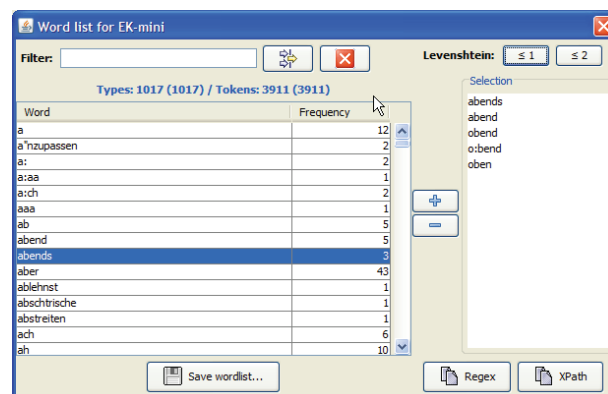 Word list for EK-mini
Filter:
Levenshtein: ≤ 1 ≤ 2
Types: 1017 (1017) / Tokens: 3911 (3911)
Word Frequency
a 12
a"nzupassen 2
a: 2
a:aa 1
a:ch 2
aaa 1
ab 5
abend 5
abends 3
aber 43
ablehnst 1
abschtrische 1
abstreiten 1
ach 6
ah 10
Selection
abends
abend
obend
o:bend
oben
Save wordlist...
Regex
XPath